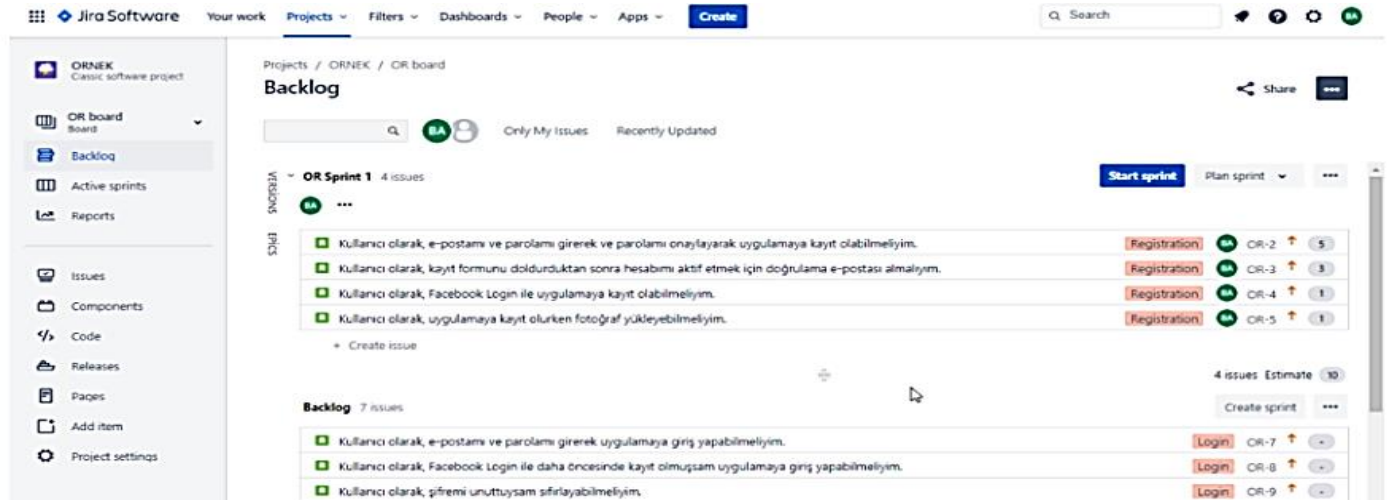 Jira Software Your work Projects Filters Dashboards People Apps Create Search BA
ORNEK
Classic software project
OR board
Board
Backlog
Active sprints
Reports
Issues
Components
Code
Releases
Pages
Add item
Project settings
Projects / ORNEK / OR board
Backlog
Share
BA Only My Issues Recently Updated
VERSIONS
EPICS
OR Sprint 1 4 issues Start sprint Plan sprint
BA
Kullanıcı olarak, e-postamı ve parolamı girerek ve parolamı onaylayarak uygulamaya kayıt olabilmeliyim. Registration BA OR-2 5
Kullanıcı olarak, kayıt formunu doldurduktan sonra hesabımı aktif etmek için doğrulama e-postası almalıyım. Registration BA OR-3 3
Kullanıcı olarak, Facebook Login ile uygulamaya kayıt olabilmeliyim. Registration BA OR-4 1
Kullanıcı olarak, uygulamaya kayıt olurken fotoğraf yükleyebilmeliyim. Registration BA OR-5 1
+ Create issue
4 issues Estimate 10
Backlog 7 issues Create sprint
Kullanıcı olarak, e-postamı ve parolamı girerek uygulamaya giriş yapabilmeliyim. Login OR-7 -
Kullanıcı olarak, Facebook Login ile daha öncesinde kayıt olmuşsam uygulamaya giriş yapabilmeliyim. Login OR-8 -
Kullanıcı olarak, şifremi unuttuysam sıfırlayabilmeliyim. Login OR-9 -